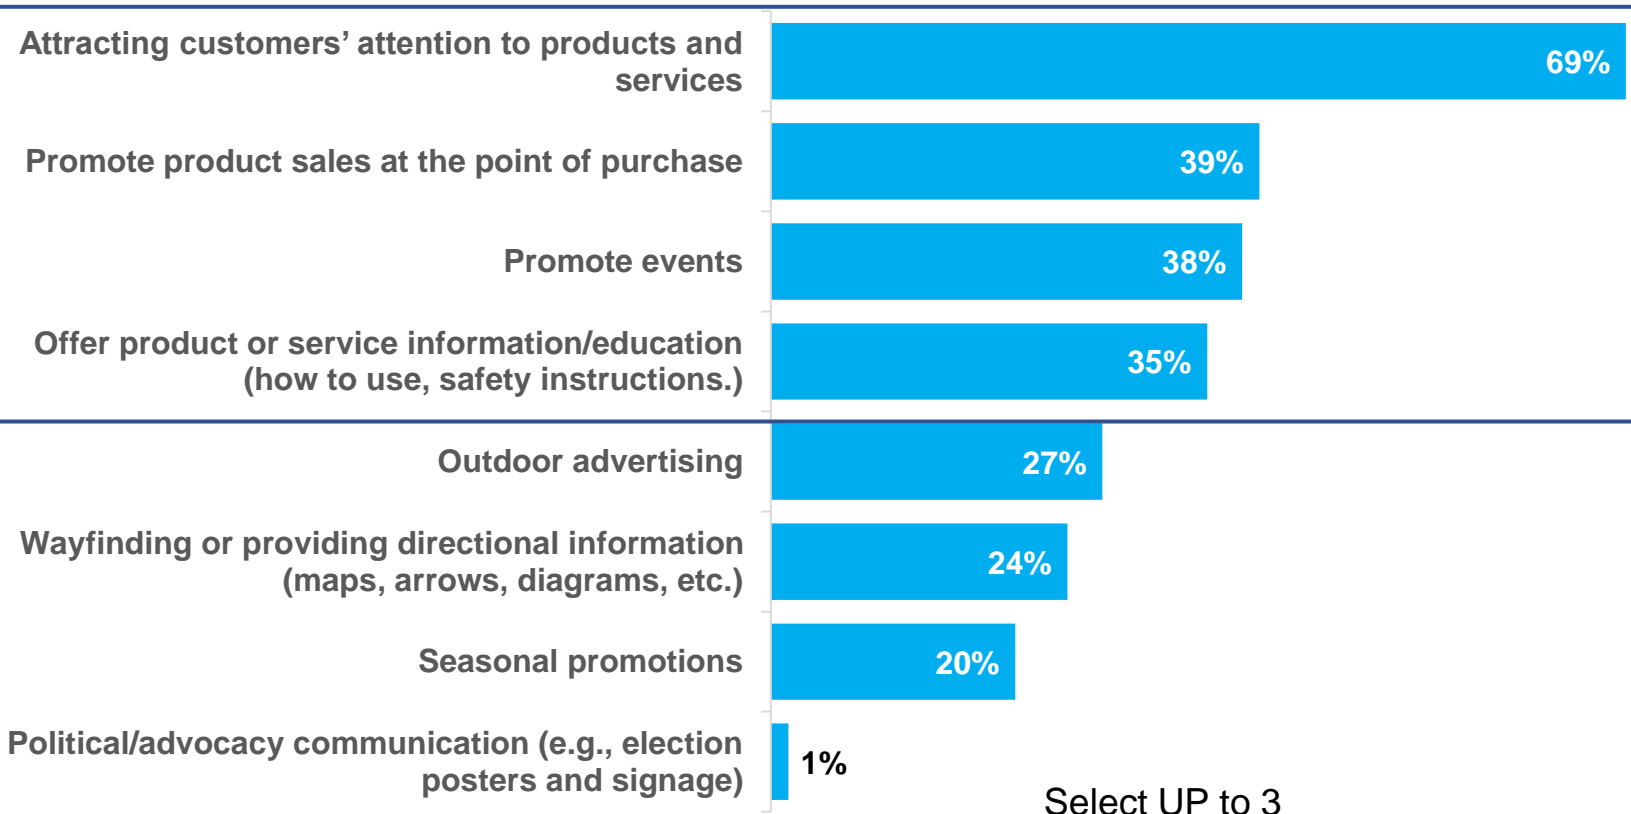 Attracting customers’ attention to products and
services
69%
Promote product sales at the point of purchase
39%
Promote events
38%
Offer product or service information/education
(how to use, safety instructions.)
35%
Outdoor advertising
27%
Wayfinding or providing directional information
(maps, arrows, diagrams, etc.)
24%
Seasonal promotions
20%
Political/advocacy communication (e.g., election
posters and signage)
1%
Select UP to 3